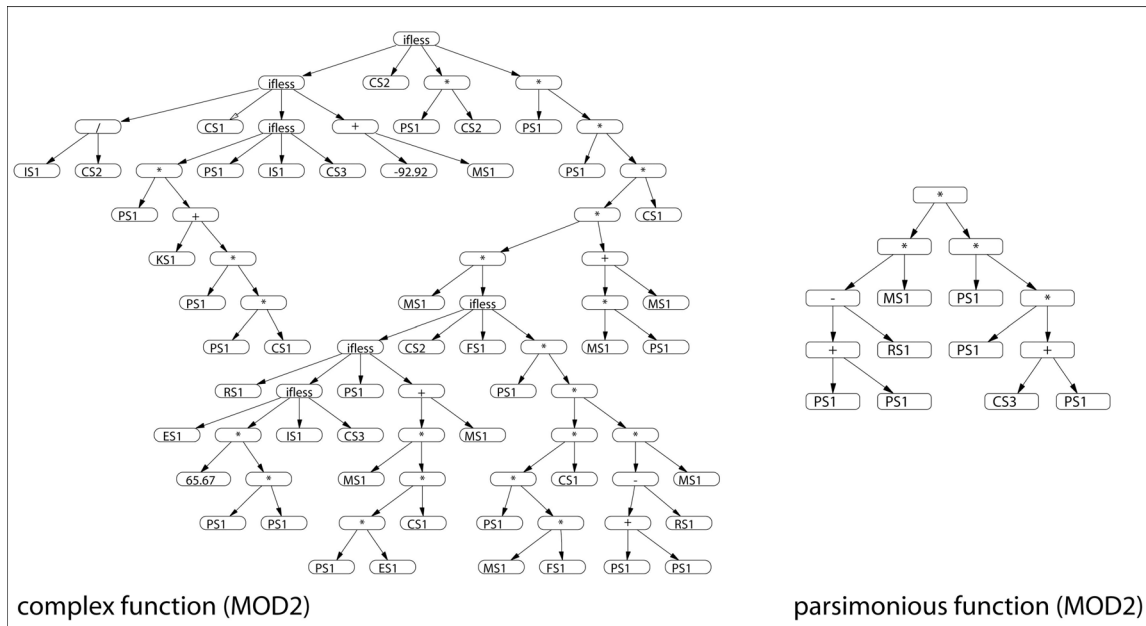 ifless
ifless CS2 * *
/ CS1 ifless + PS1 CS2 PS1 *
IS1 CS2 * PS1 IS1 CS3 -92.92 MS1 PS1 *
PS1 + * CS1
KS1 * * +
PS1 * MS1 ifless * MS1
PS1 CS1 ifless CS2 FS1 * MS1 PS1
RS1 ifless PS1 + PS1 *
ES1 * IS1 CS3 * MS1 * *
65.67 * MS1 * * CS1 - MS1
PS1 PS1 * CS1 PS1 * + RS1
PS1 ES1 MS1 FS1 PS1 PS1
complex function (MOD2)
*
* *
- MS1 PS1 *
+ RS1 PS1 +
PS1 PS1 CS3 PS1
parsimonious function (MOD2)